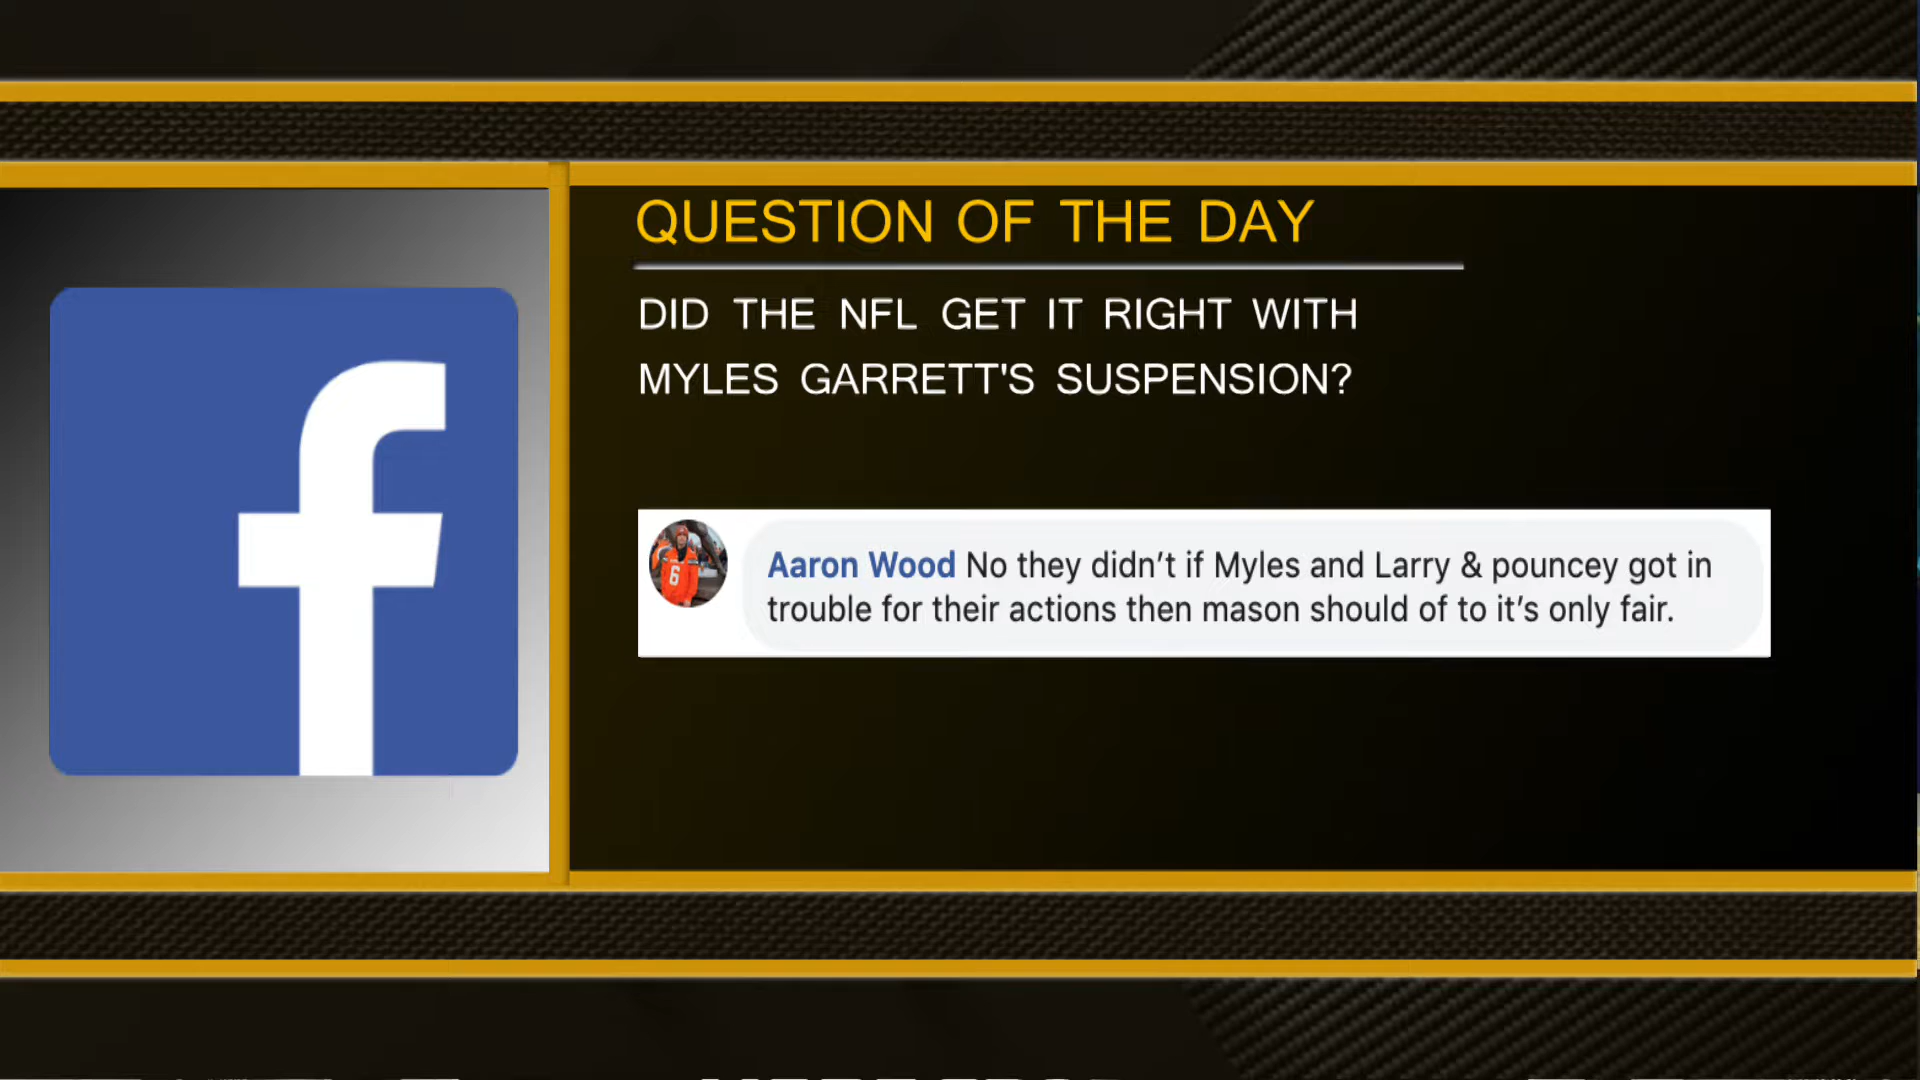 QUESTION OF THE DAY
DID THE NFL GET IT RIGHT WITH
MYLES GARRETT'S SUSPENSION?
Aaron Wood No they didn’t if Myles and Larry & pouncey got in
trouble for their actions then mason should of to it’s only fair.
6